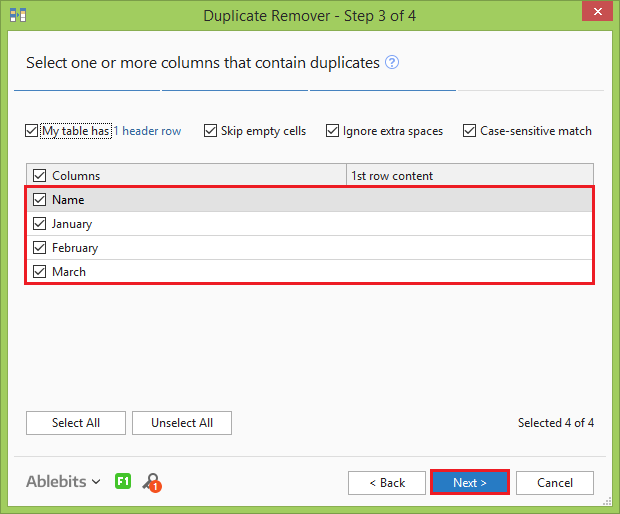 Duplicate Remover - Step 3 of 4
Select one or more columns that contain duplicates ?
My table has 1 header row Skip empty cells Ignore extra spaces Case-sensitive match
Columns 1st row content
Name
January
February
March
Select All Unselect All Selected 4 of 4
Ablebits F1 1 < Back Next > Cancel